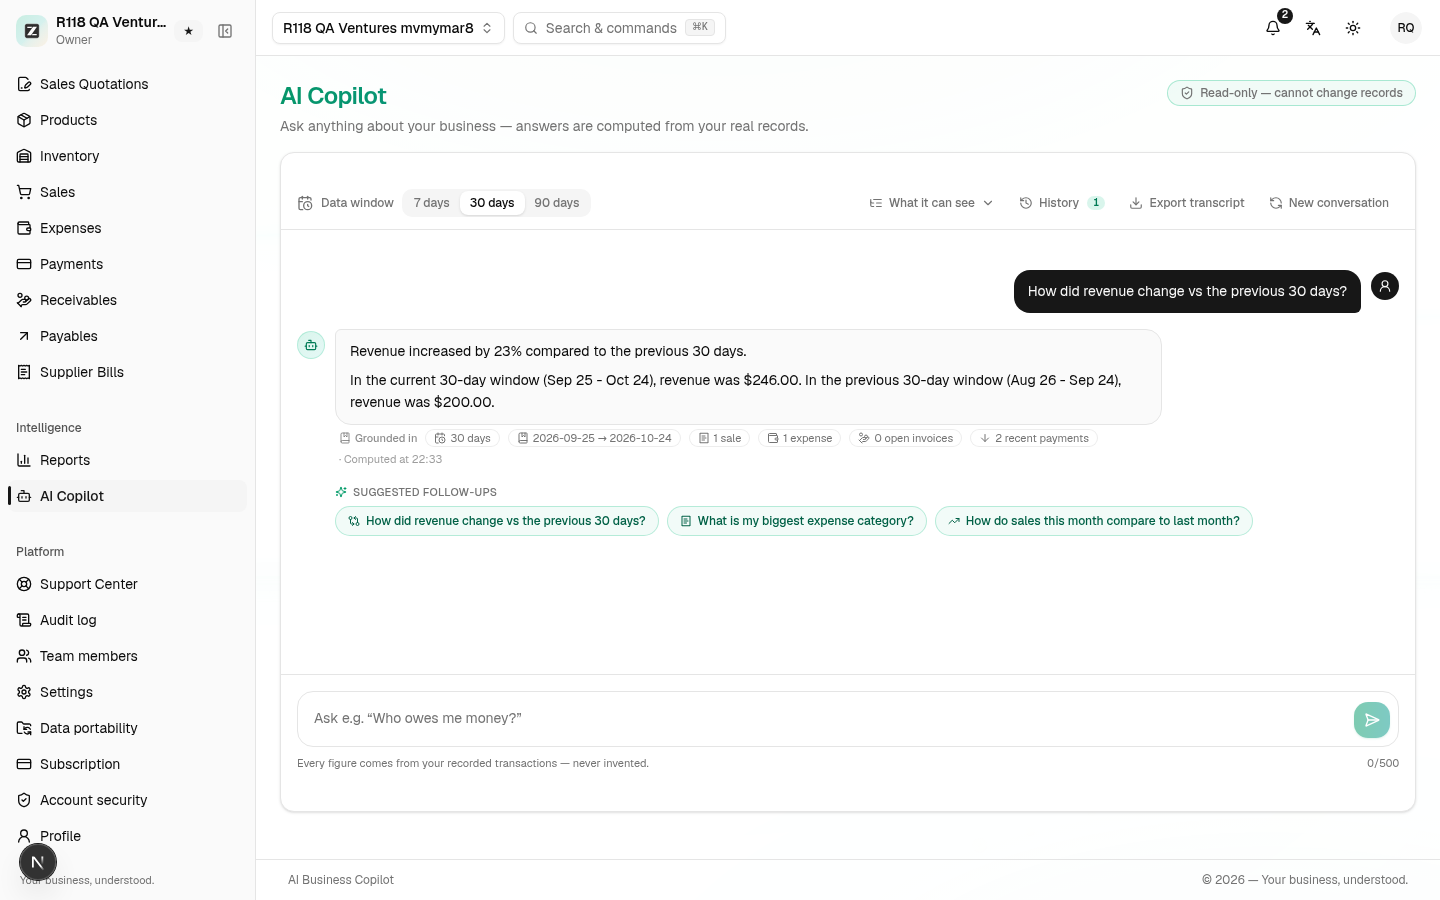 R118 QA Ventur...
Owner
★
R118 QA Ventures mvmymar8
Search & commands
⌘K
2
RQ
Sales Quotations
Products
Inventory
Sales
Expenses
Payments
Receivables
Payables
Supplier Bills
Intelligence
Reports
AI Copilot
Platform
Support Center
Audit log
Team members
Settings
Data portability
Subscription
Account security
Profile
N
Your business, understood.
AI Copilot
Read-only — cannot change records
Ask anything about your business — answers are computed from your real records.
Data window
7 days
30 days
90 days
What it can see
History 1
Export transcript
New conversation
How did revenue change vs the previous 30 days?
Revenue increased by 23% compared to the previous 30 days.
In the current 30-day window (Sep 25 - Oct 24), revenue was $246.00. In the previous 30-day window (Aug 26 - Sep 24),
revenue was $200.00.
Grounded in
30 days
2026-09-25 → 2026-10-24
1 sale
1 expense
0 open invoices
2 recent payments
· Computed at 22:33
SUGGESTED FOLLOW-UPS
How did revenue change vs the previous 30 days?
What is my biggest expense category?
How do sales this month compare to last month?
Ask e.g. “Who owes me money?”
Every figure comes from your recorded transactions — never invented.
0/500
AI Business Copilot
© 2026 — Your business, understood.